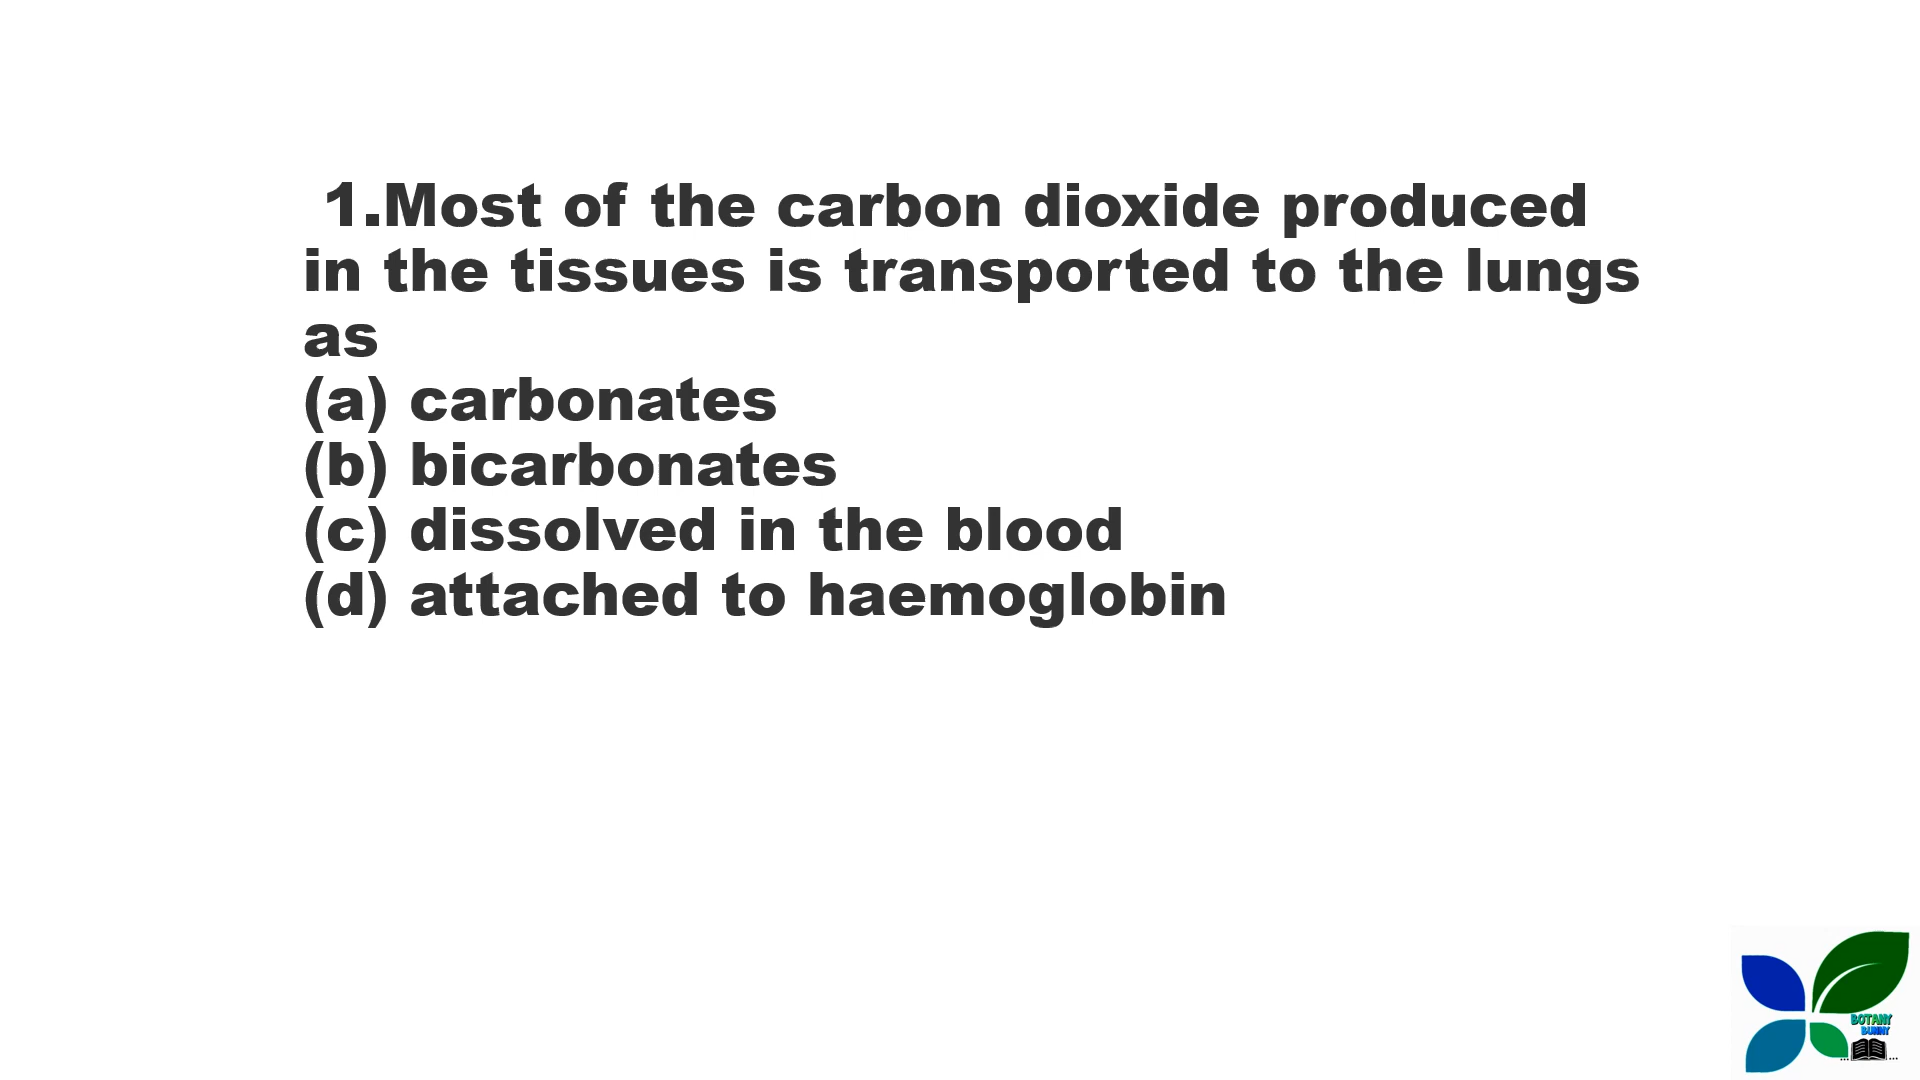 1.Most of the carbon dioxide produced
in the tissues is transported to the lungs
as
(a) carbonates
(b) bicarbonates
(c) dissolved in the blood
(d) attached to haemoglobin
BOTANY
BUNNY